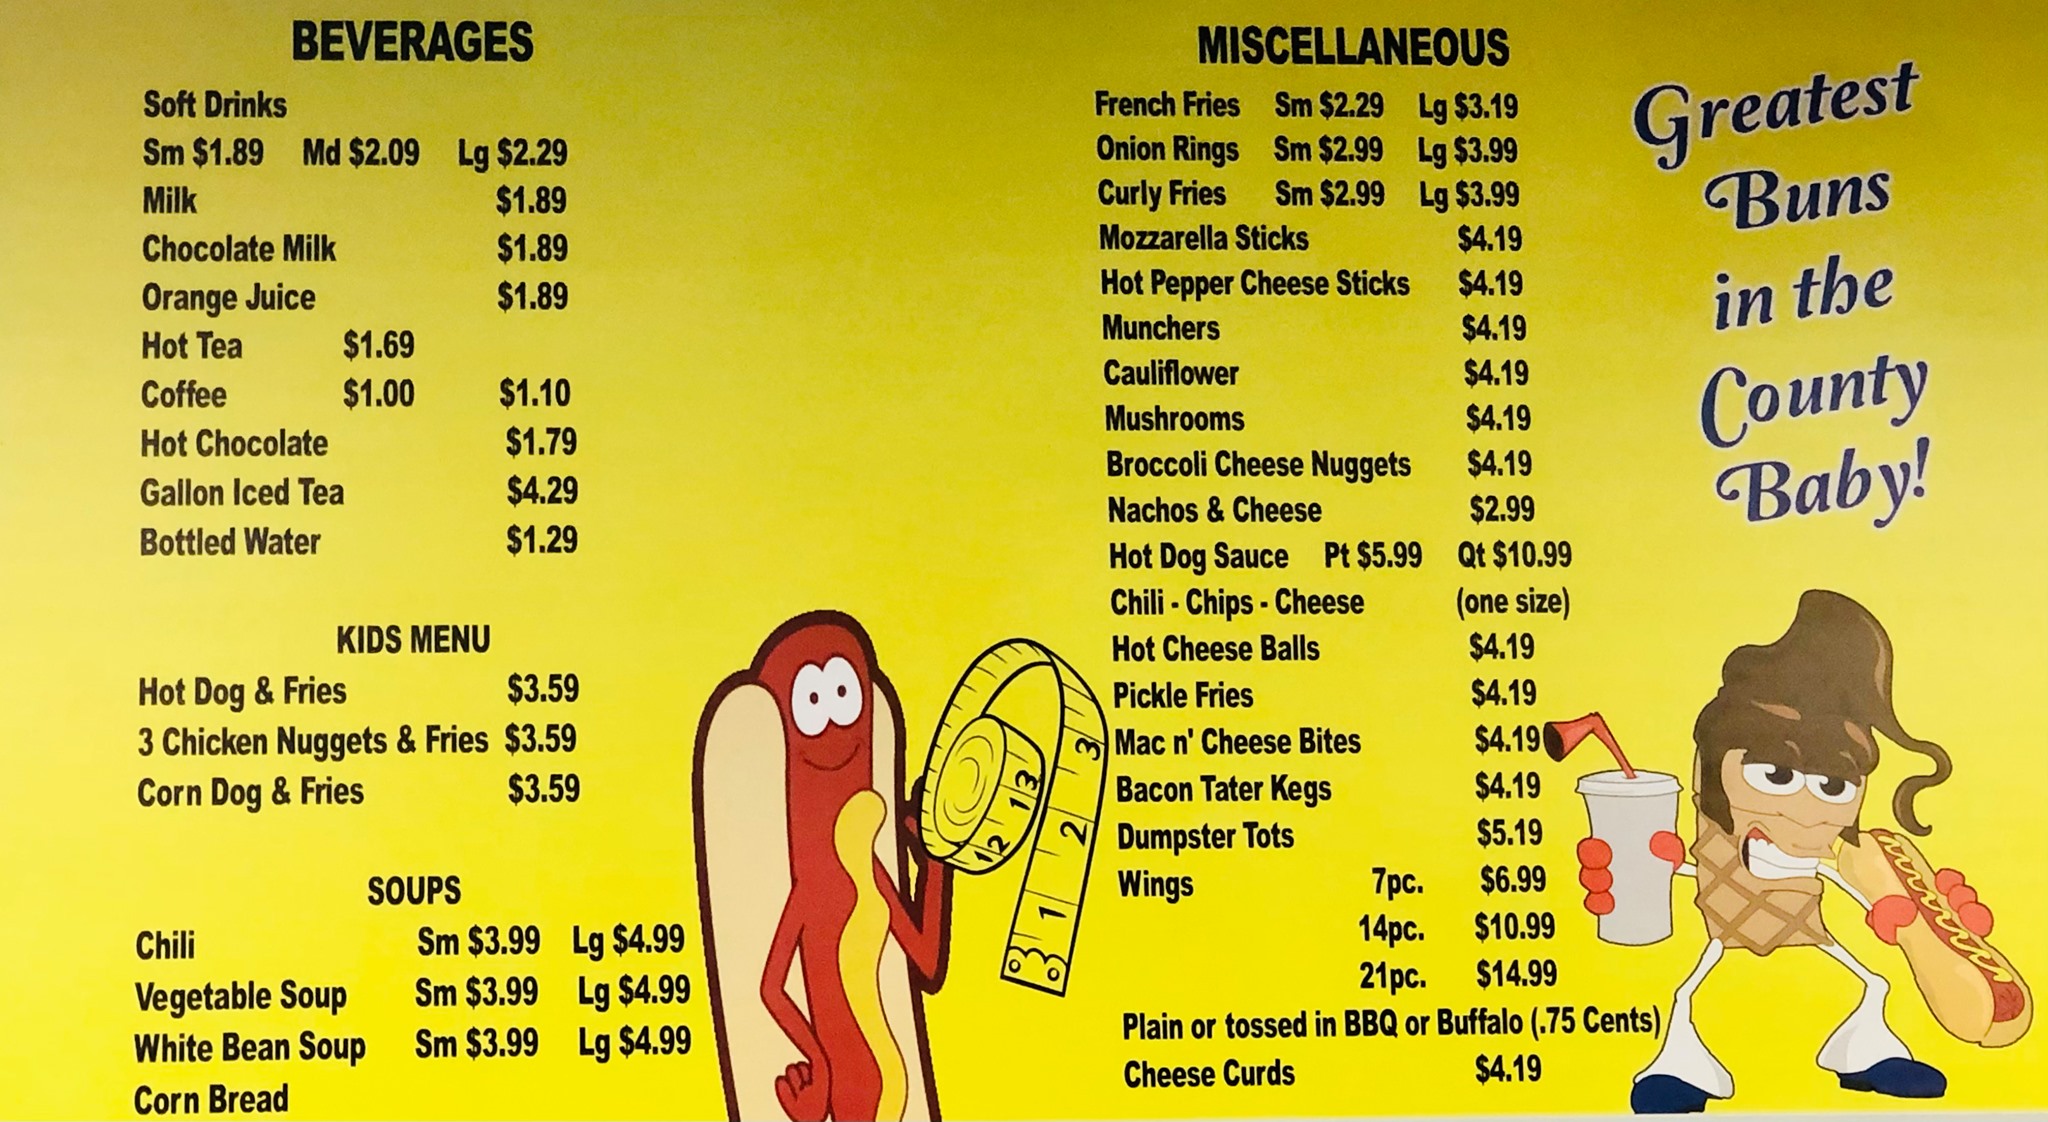 BEVERAGES
Soft Drinks
Sm $1.89 Md $2.09 Lg $2.29
Milk $1.89
Chocolate Milk $1.89
Orange Juice $1.89
Hot Tea $1.69
Coffee $1.00 $1.10
Hot Chocolate $1.79
Gallon Iced Tea $4.29
Bottled Water $1.29
KIDS MENU
Hot Dog & Fries $3.59
3 Chicken Nuggets & Fries $3.59
Corn Dog & Fries $3.59
SOUPS
Chili Sm $3.99 Lg $4.99
Vegetable Soup Sm $3.99 Lg $4.99
White Bean Soup Sm $3.99 Lg $4.99
Corn Bread
13
12
3
2
1
MISCELLANEOUS
French Fries Sm $2.29 Lg $3.19
Onion Rings Sm $2.99 Lg $3.99
Curly Fries Sm $2.99 Lg $3.99
Mozzarella Sticks $4.19
Hot Pepper Cheese Sticks $4.19
Munchers $4.19
Cauliflower $4.19
Mushrooms $4.19
Broccoli Cheese Nuggets $4.19
Nachos & Cheese $2.99
Hot Dog Sauce Pt $5.99 Qt $10.99
Chili - Chips - Cheese (one size)
Hot Cheese Balls $4.19
Pickle Fries $4.19
Mac n' Cheese Bites $4.19
Bacon Tater Kegs $4.19
Dumpster Tots $5.19
Wings 7pc. $6.99
14pc. $10.99
21pc. $14.99
Plain or tossed in BBQ or Buffalo (.75 Cents)
Cheese Curds $4.19
Greatest
Buns
in the
County
Baby!